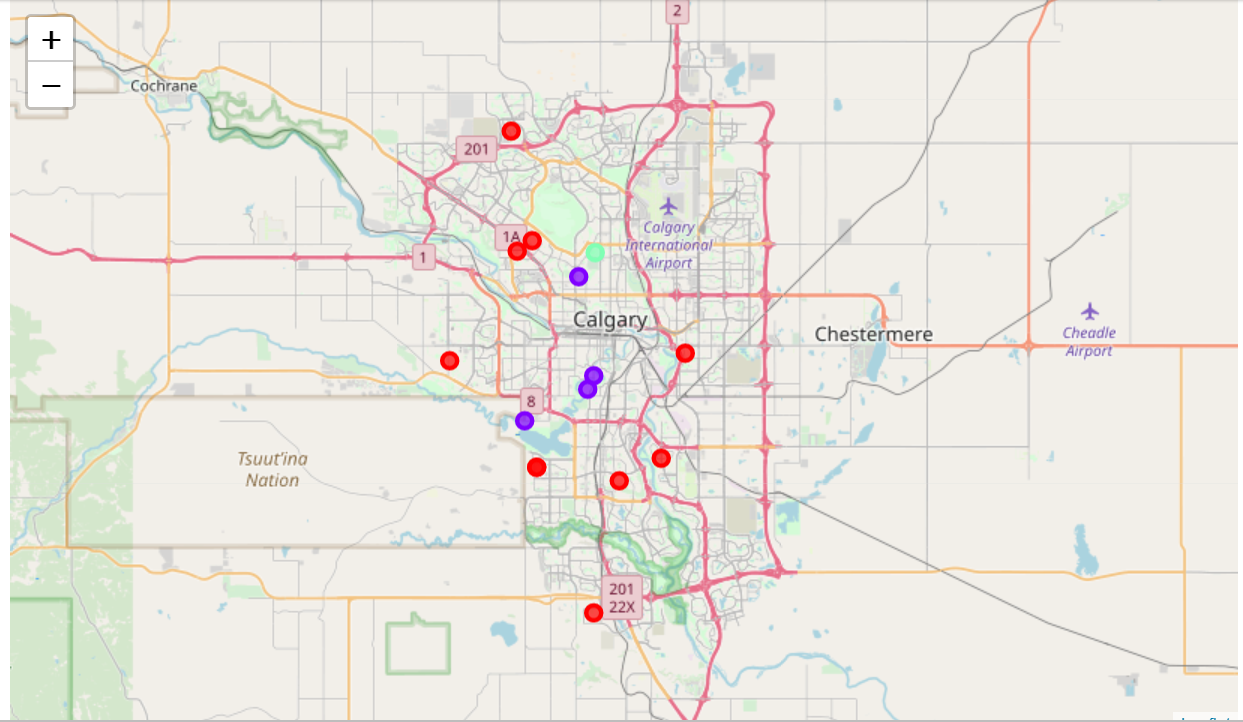 2
+
−
Cochrane
201
1A
Calgary
International
Airport
1
Calgary
Chestermere
Cheadle
Airport
8
Tsuut'ina
Nation
201
22X